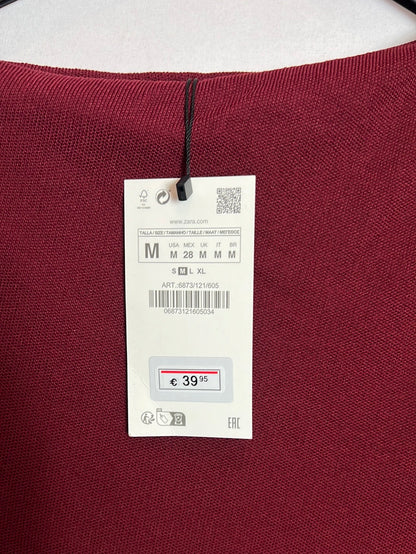 FSC
www.zara.com
TALLA / SIZE / TAMANHO / TAILLE / MAAT / МЕГЕЖСЕ
M
USA MEX UK IT BR
M 28 M M M
S M L XL
ART.:6873/121/605
06873121605034
€ 39 95
EAC